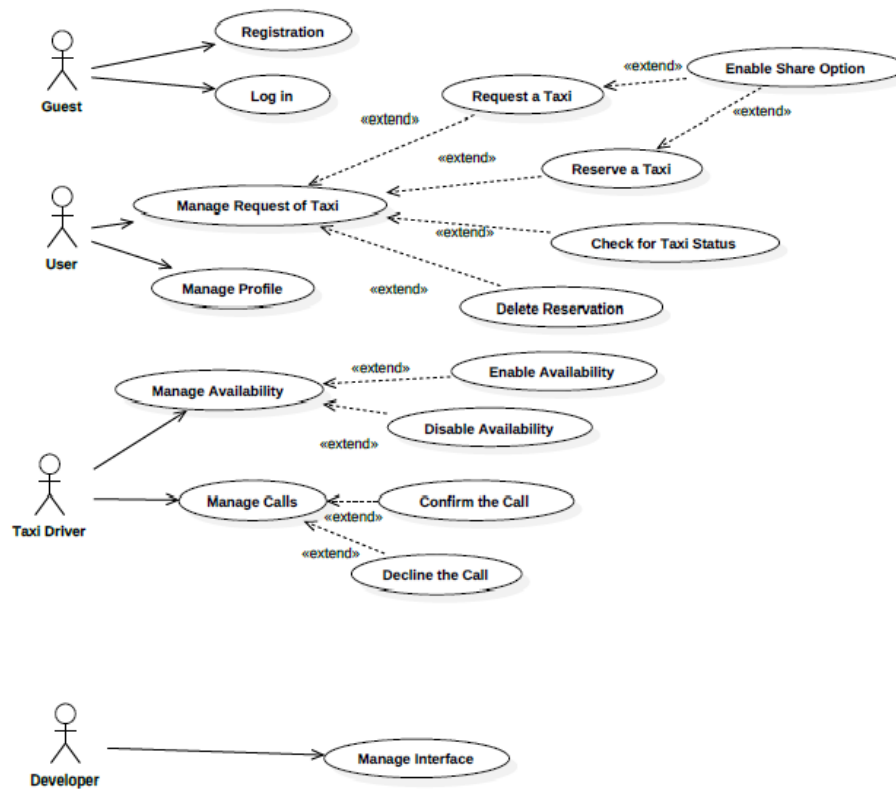 Registration
Guest
Log in
Request a Taxi
«extend»
Enable Share Option
«extend»
«extend»
«extend»
Reserve a Taxi
User
Manage Request of Taxi
«extend»
Check for Taxi Status
Manage Profile
«extend»
Delete Reservation
Manage Availability
«extend»
Enable Availability
«extend»
Disable Availability
Taxi Driver
Manage Calls
«extend»
Confirm the Call
«extend»
Decline the Call
Developer
Manage Interface